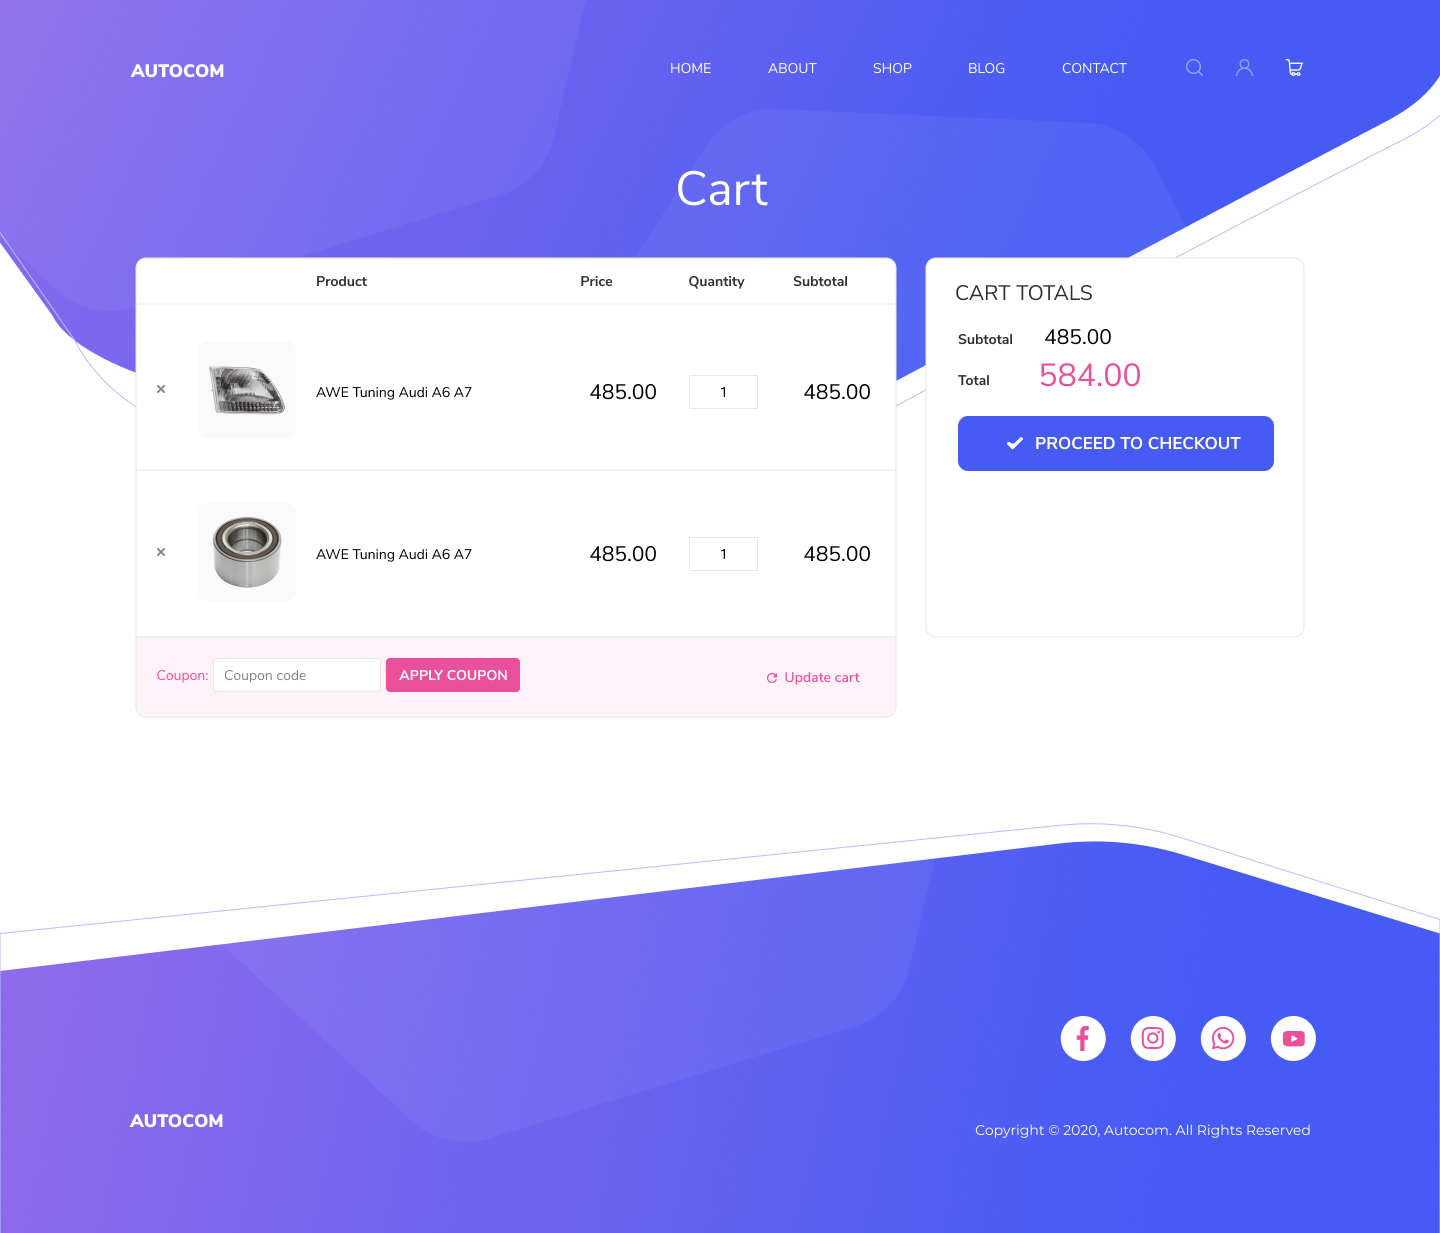 AUTOCOM
HOME ABOUT SHOP BLOG CONTACT
Cart
Product Price Quantity Subtotal
× AWE Tuning Audi A6 A7 485.00 1 485.00
× AWE Tuning Audi A6 A7 485.00 1 485.00
Coupon: Coupon code APPLY COUPON Update cart
CART TOTALS
Subtotal 485.00
Total 584.00
PROCEED TO CHECKOUT
AUTOCOM
Copyright © 2020, Autocom. All Rights Reserved